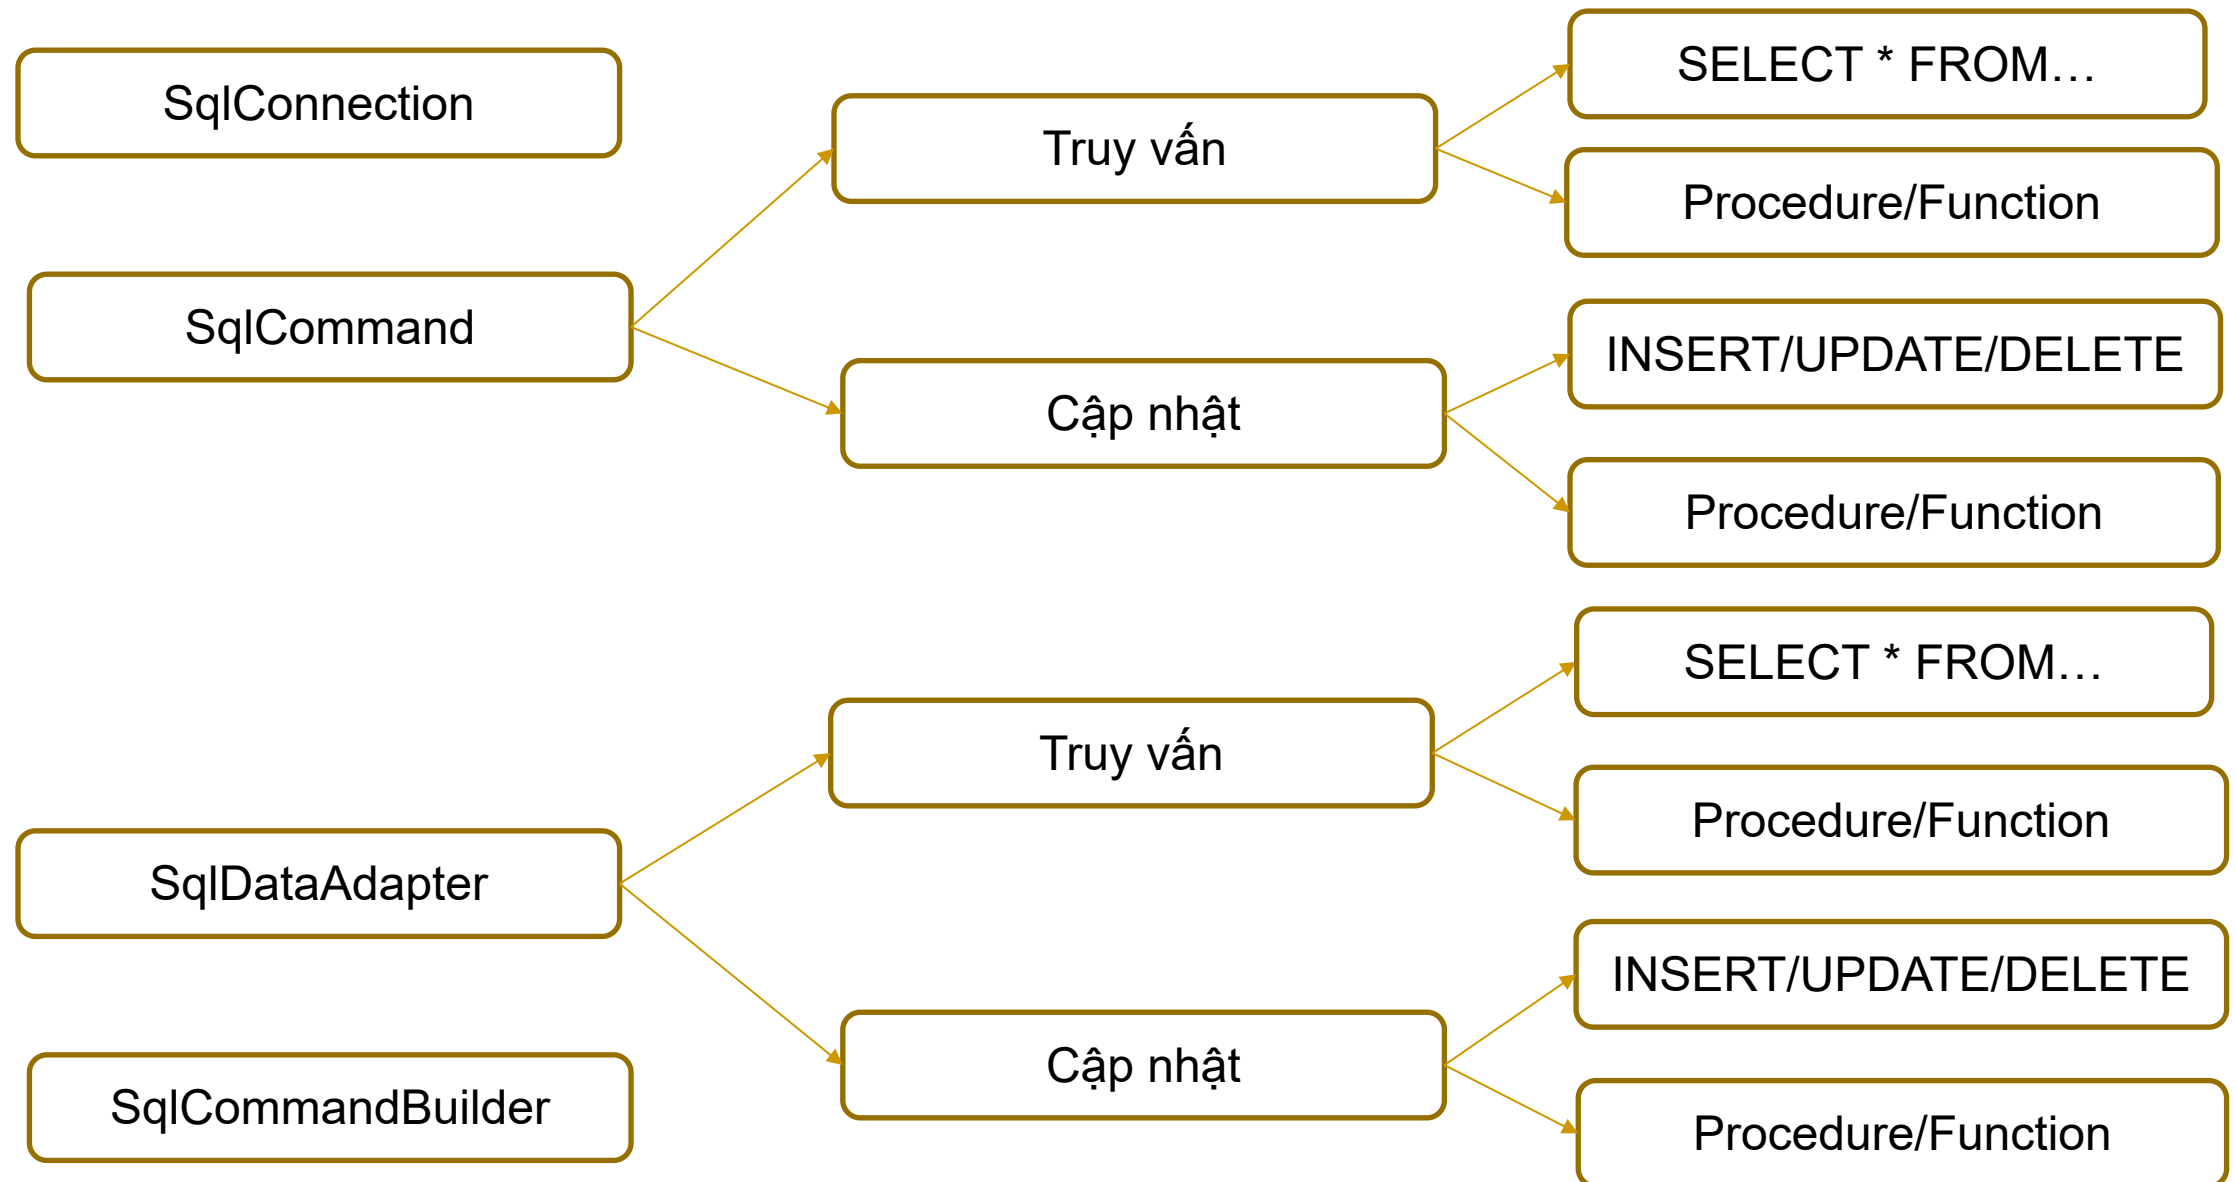 SqlConnection
SqlCommand
Truy vấn
SELECT * FROM…
Procedure/Function
Cập nhật
INSERT/UPDATE/DELETE
Procedure/Function
SqlDataAdapter
Truy vấn
SELECT * FROM…
Procedure/Function
Cập nhật
INSERT/UPDATE/DELETE
Procedure/Function
SqlCommandBuilder